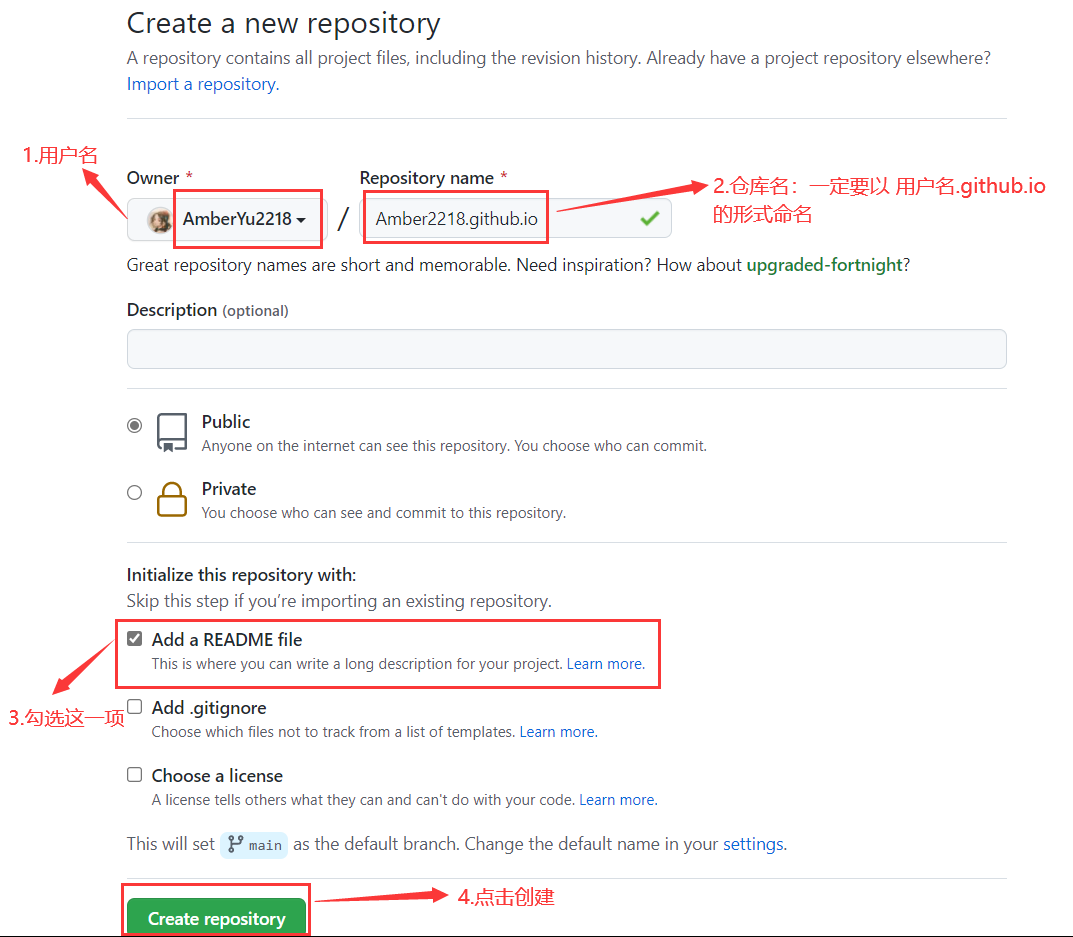 Create a new repository
A repository contains all project files, including the revision history. Already have a project repository elsewhere?
Import a repository.
1.用户名
Owner *
Repository name *
AmberYu2218
/
Amber2218.github.io
2.仓库名：一定要以 用户名.github.io
的形式命名
Great repository names are short and memorable. Need inspiration? How about upgraded-fortnight?
Description (optional)
Public
Anyone on the internet can see this repository. You choose who can commit.
Private
You choose who can see and commit to this repository.
Initialize this repository with:
Skip this step if you're importing an existing repository.
Add a README file
This is where you can write a long description for your project. Learn more.
3.勾选这一项
Add .gitignore
Choose which files not to track from a list of templates. Learn more.
Choose a license
A license tells others what they can and can't do with your code. Learn more.
This will set main as the default branch. Change the default name in your settings.
Create repository
4.点击创建